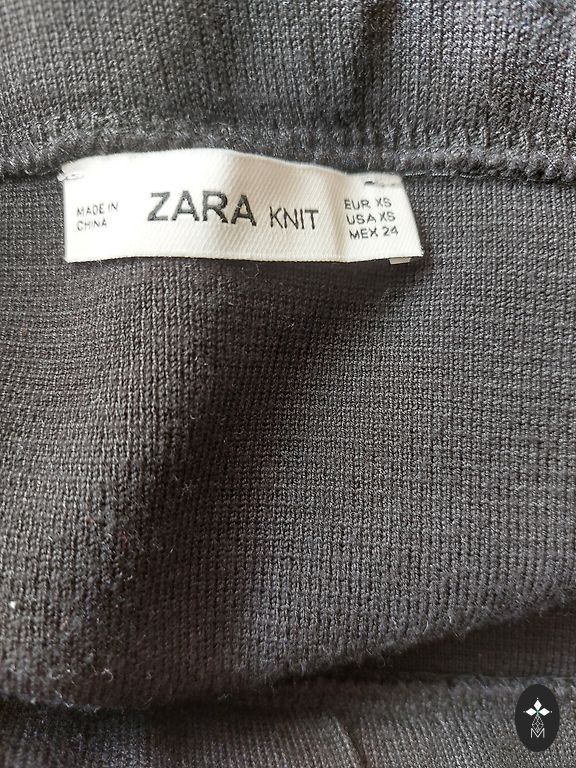 MADE IN
CHINA
ZARA KNIT
EUR XS
USA XS
MEX 24
M